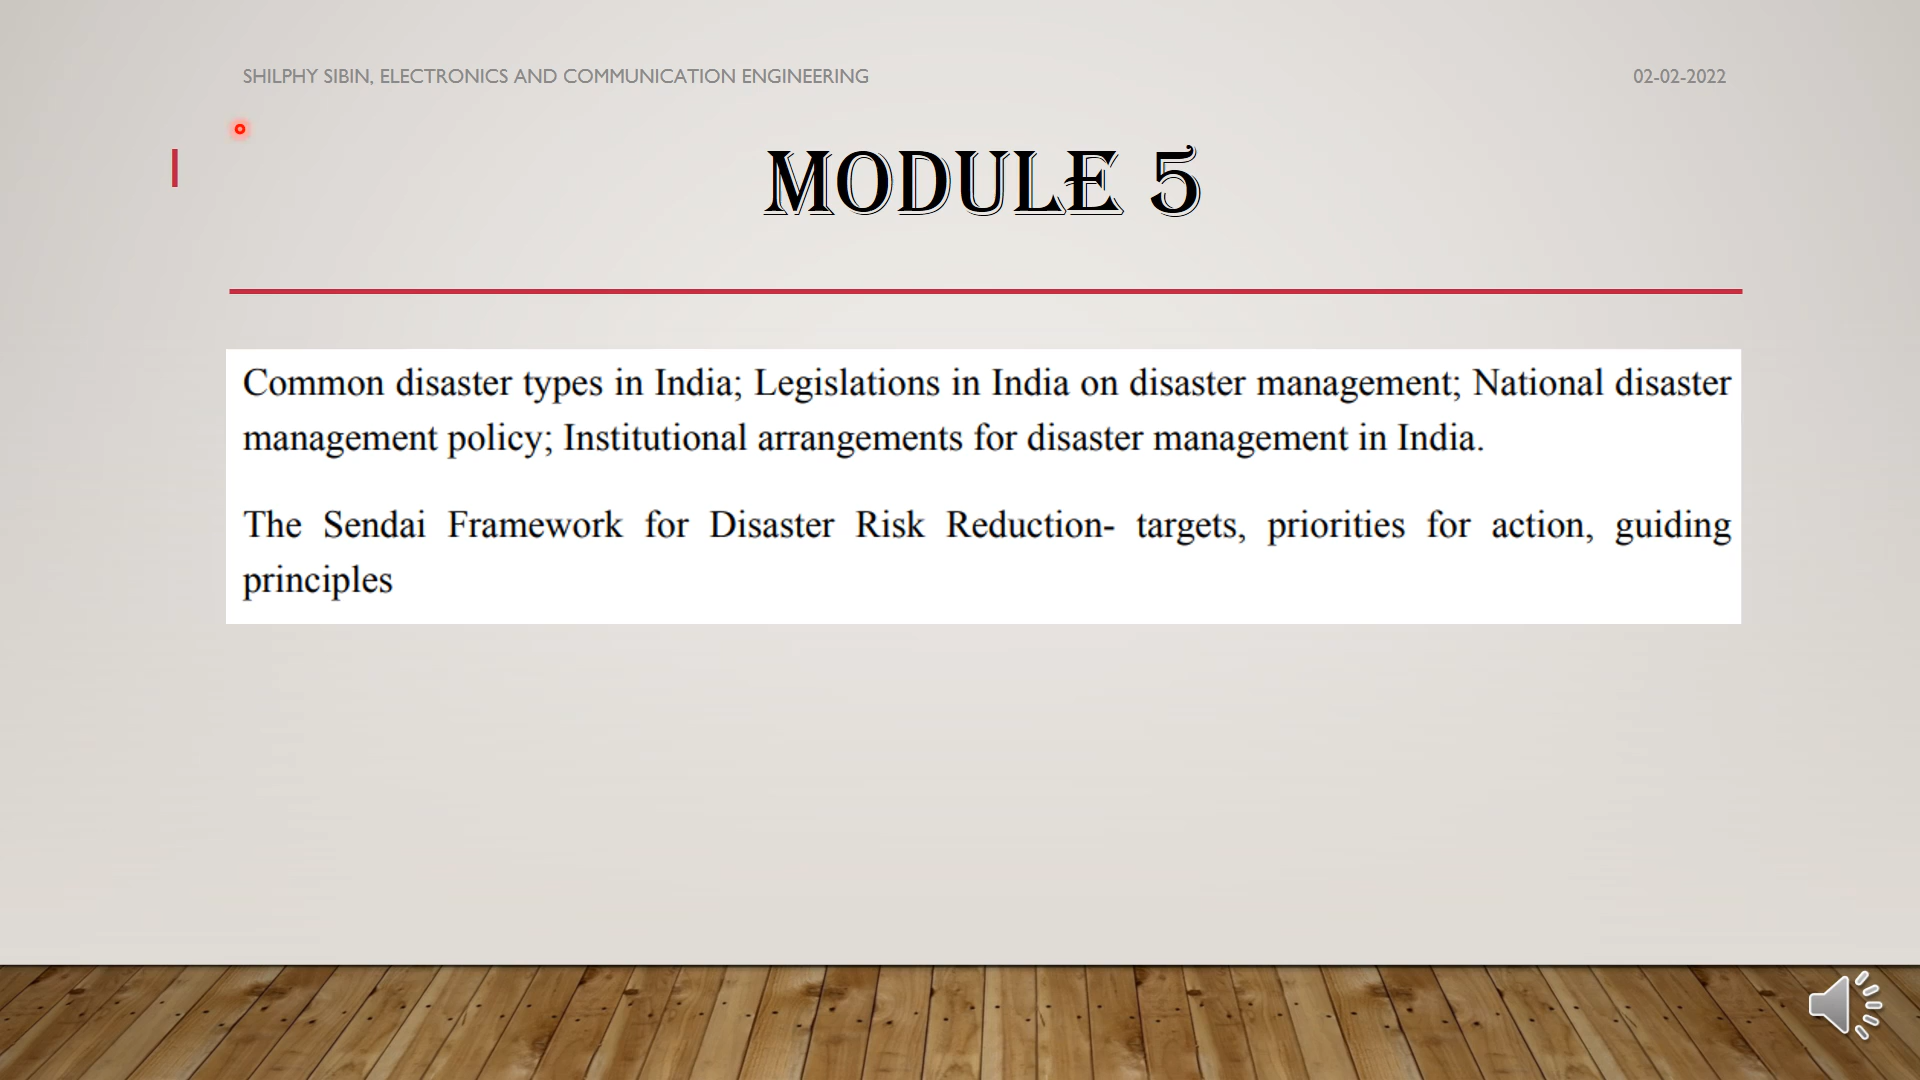 SHILPHY SIBIN, ELECTRONICS AND COMMUNICATION ENGINEERING
02-02-2022
MODULE 5
Common disaster types in India; Legislations in India on disaster management; National disaster
management policy; Institutional arrangements for disaster management in India.
The Sendai Framework for Disaster Risk Reduction- targets, priorities for action, guiding
principles